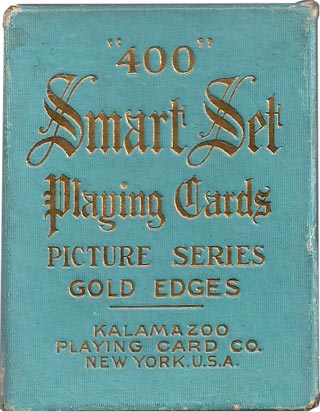 "400"
Smart Set
Playing Cards
PICTURE SERIES
GOLD EDGES
KALAMAZOO
PLAYING CARD CO.
NEW YORK. U.S.A.